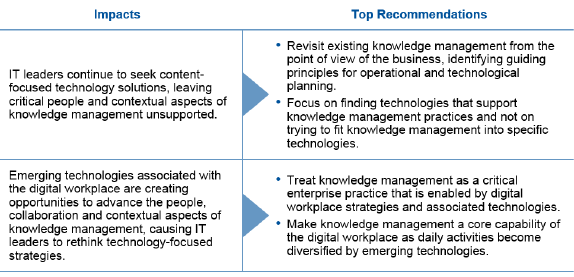 Impacts
Top Recommendations
IT leaders continue to seek content-
focused technology solutions, leaving
critical people and contextual aspects of
knowledge management unsupported.
• Revisit existing knowledge management from the
point of view of the business, identifying guiding
principles for operational and technological
planning.
• Focus on finding technologies that support
knowledge management practices and not on
trying to fit knowledge management into specific
technologies.
Emerging technologies associated with
the digital workplace are creating
opportunities to advance the people,
collaboration and contextual aspects of
knowledge management, causing IT
leaders to rethink technology-focused
strategies.
• Treat knowledge management as a critical
enterprise practice that is enabled by digital
workplace strategies and associated technologies.
• Make knowledge management a core capability of
the digital workplace as daily activities become
diversified by emerging technologies.